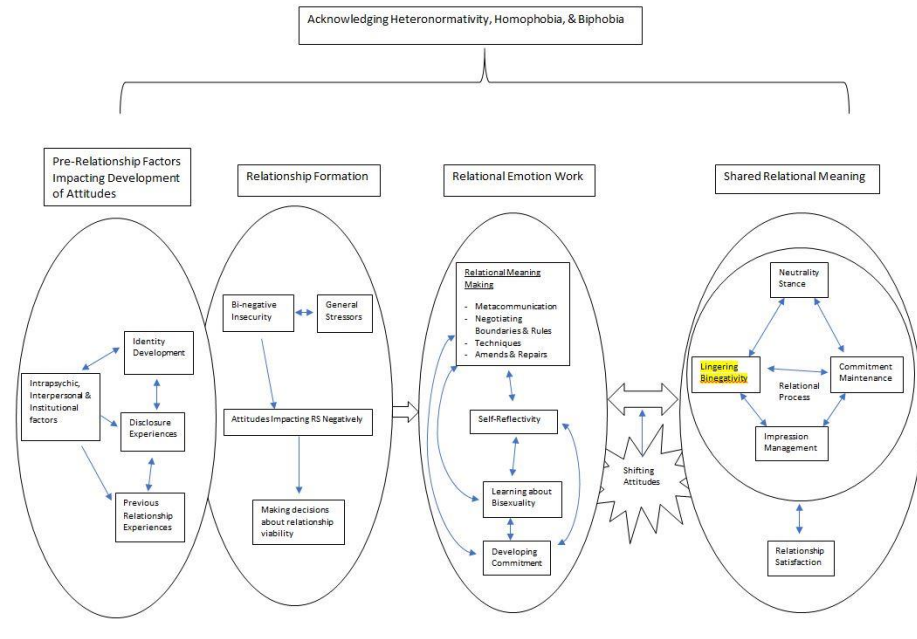 Acknowledging Heteronormativity, Homophobia, & Biphobia
Pre-Relationship Factors
Impacting Development
of Attitudes
Relationship Formation
Relational Emotion Work
Shared Relational Meaning
Identity
Development
Intrapsychic,
Interpersonal &
Institutional
factors
Disclosure
Experiences
Previous
Relationship
Experiences
Bi-negative
Insecurity
General
Stressors
Attitudes Impacting RS Negatively
Making decisions
about relationship
viability
Relational Meaning
Making
- Metacommunication
- Negotiating
Boundaries & Rules
- Techniques
- Amends & Repairs
Self-Reflectivity
Learning about
Bisexuality
Developing
Commitment
Shifting
Attitudes
Neutrality
Stance
Lingering
Binegativity
Commitment
Maintenance
Relational
Process
Impression
Management
Relationship
Satisfaction